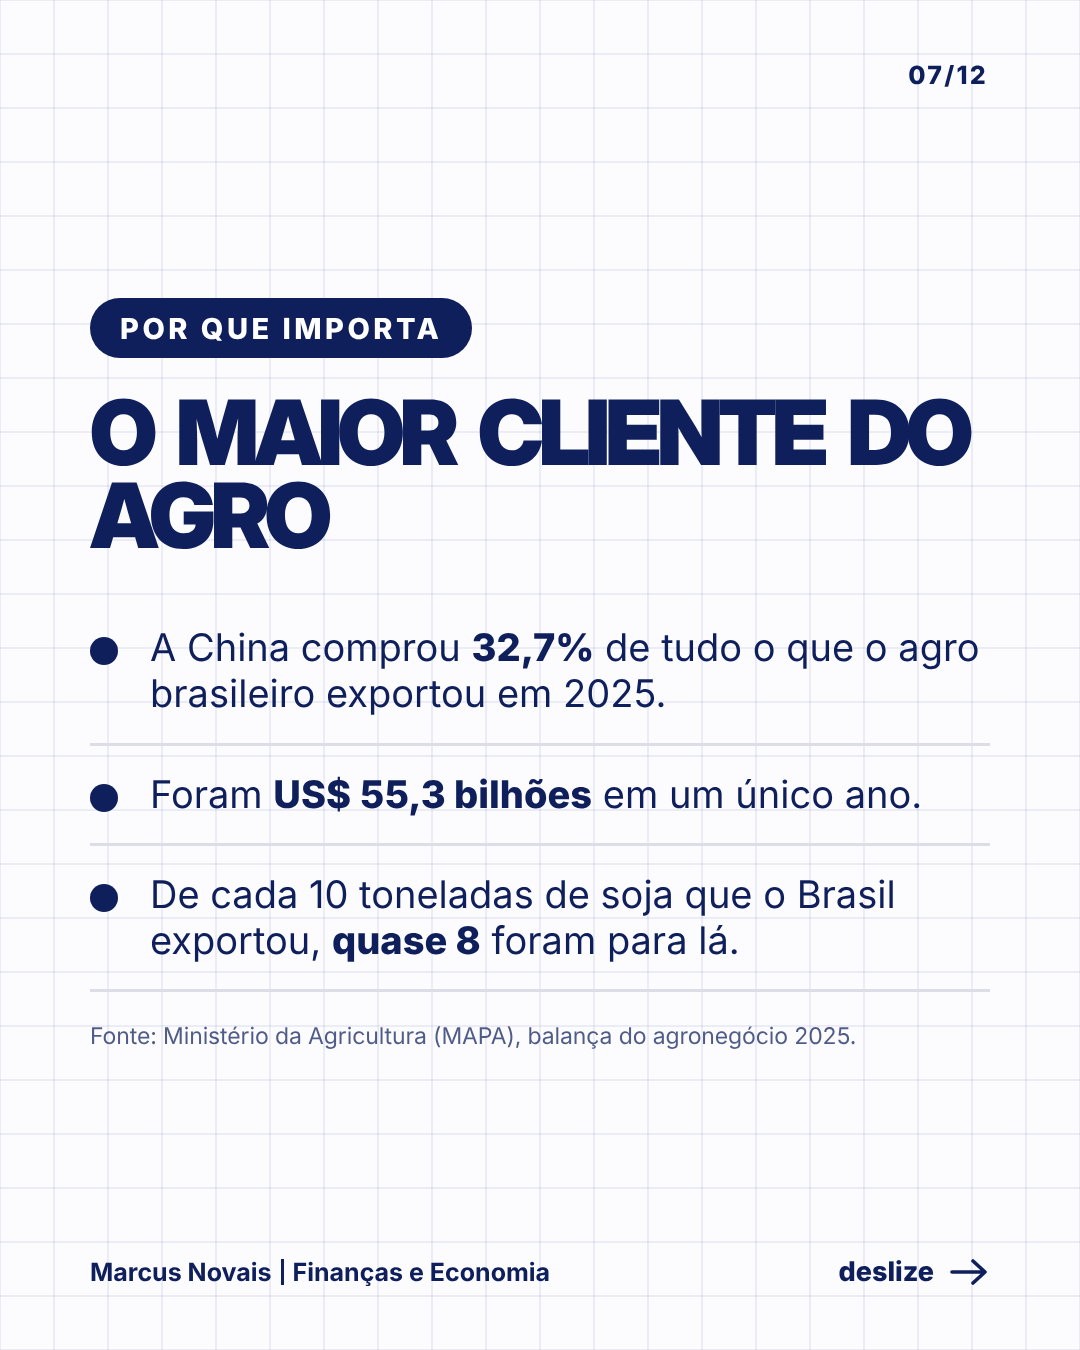 07/12
POR QUE IMPORTA
O MAIOR CLIENTE DO
AGRO
A China comprou 32,7% de tudo o que o agro
brasileiro exportou em 2025.
Foram US$ 55,3 bilhões em um único ano.
De cada 10 toneladas de soja que o Brasil
exportou, quase 8 foram para lá.
Fonte: Ministério da Agricultura (MAPA), balança do agronegócio 2025.
Marcus Novais | Finanças e Economia
deslize →